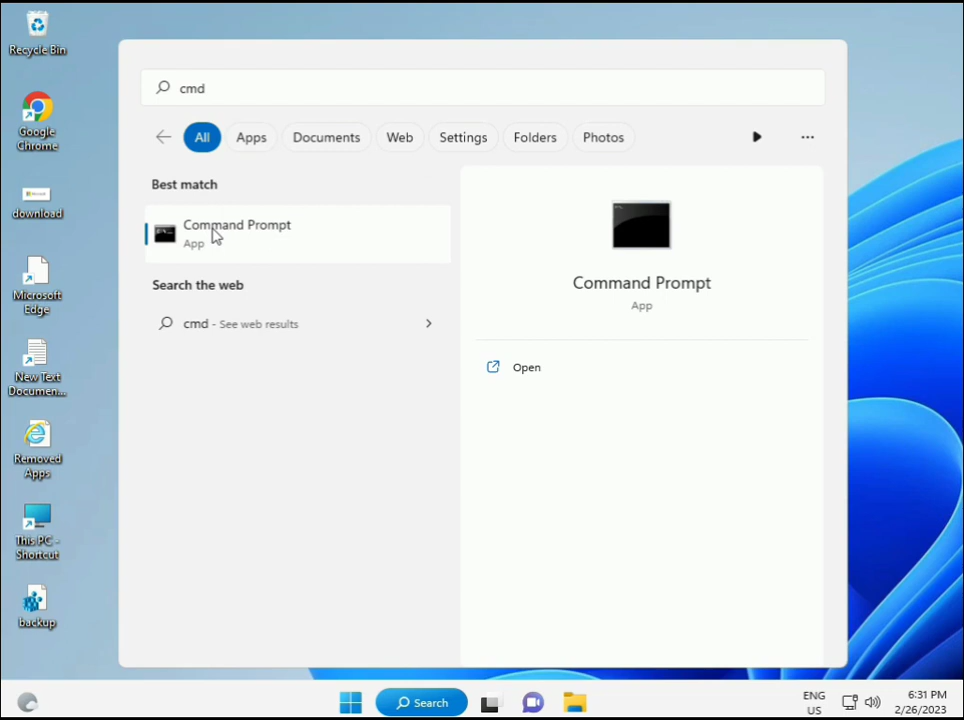 Recycle Bin
Google
Chrome
download
Microsoft
Edge
New Text
Documen...
Removed
Apps
This PC -
Shortcut
backup
cmd
All
Apps
Documents
Web
Settings
Folders
Photos
Best match
Command Prompt
App
Search the web
cmd - See web results
Command Prompt
App
Open
Search
ENG
US
6:31 PM
2/26/2023